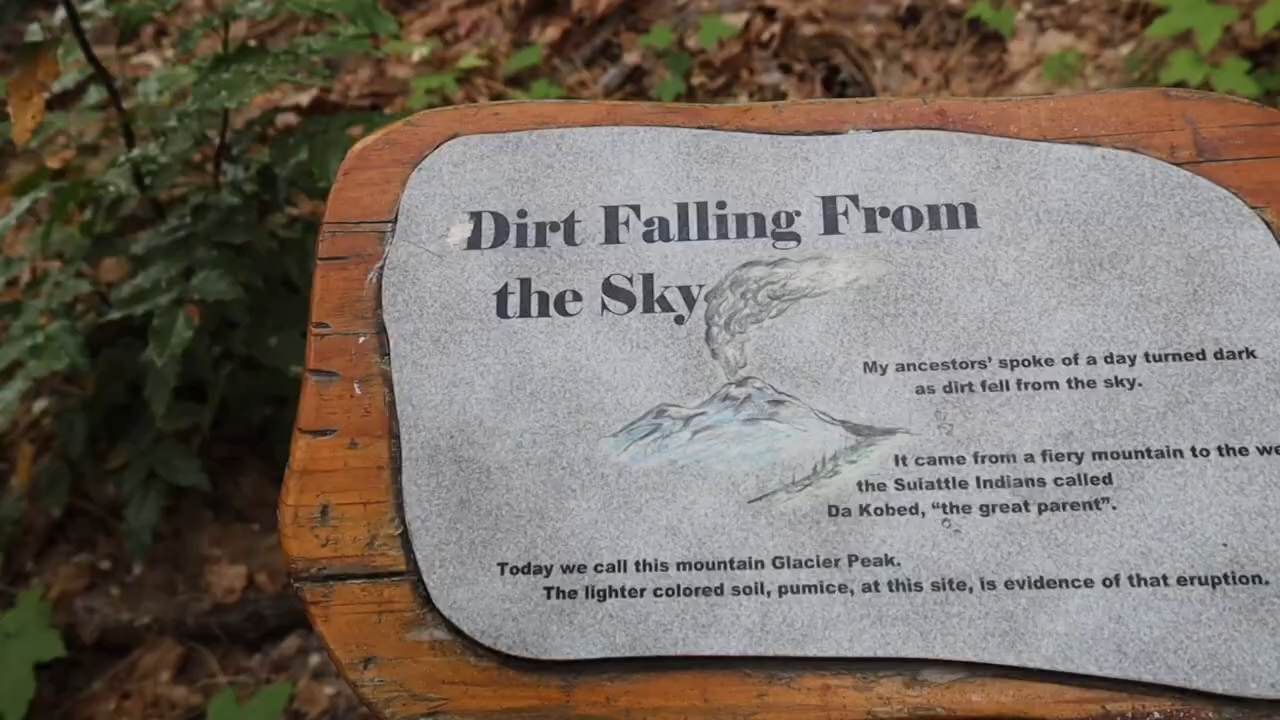 Dirt Falling From
the Sky
My ancestors' spoke of a day turned dark
as dirt fell from the sky.
It came from a fiery mountain to the
the Suiattle Indians called
Da Kobed, “the great parent”.
Today we call this mountain Glacier Peak.
The lighter colored soil, pumice, at this site, is evidence of that eruption.